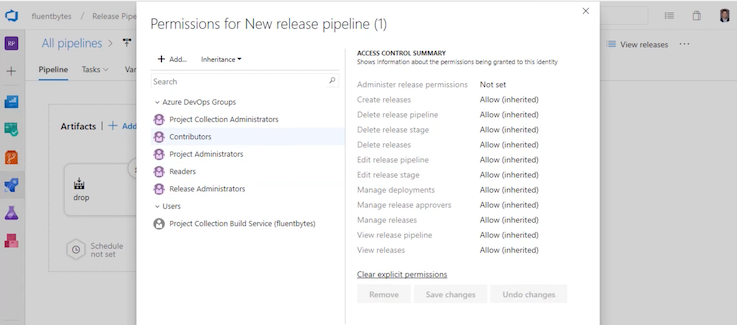 fluentbytes / Release Pipe
Permissions for New release pipeline (1)
RP
All pipelines >
View releases
Pipeline Tasks Var
Artifacts | + Add
drop
Schedule
not set
+ Add... Inheritance
Search
Azure DevOps Groups
Project Collection Administrators
Contributors
Project Administrators
Readers
Release Administrators
Users
Project Collection Build Service (fluentbytes)
ACCESS CONTROL SUMMARY
Shows information about the permissions being granted to this identity
Administer release permissions Not set
Create releases Allow (inherited)
Delete release pipeline Allow (inherited)
Delete release stage Allow (inherited)
Delete releases Allow (inherited)
Edit release pipeline Allow (inherited)
Edit release stage Allow (inherited)
Manage deployments Allow (inherited)
Manage release approvers Allow (inherited)
Manage releases Allow (inherited)
View release pipeline Allow (inherited)
View releases Allow (inherited)
Clear explicit permissions
Remove Save changes Undo changes